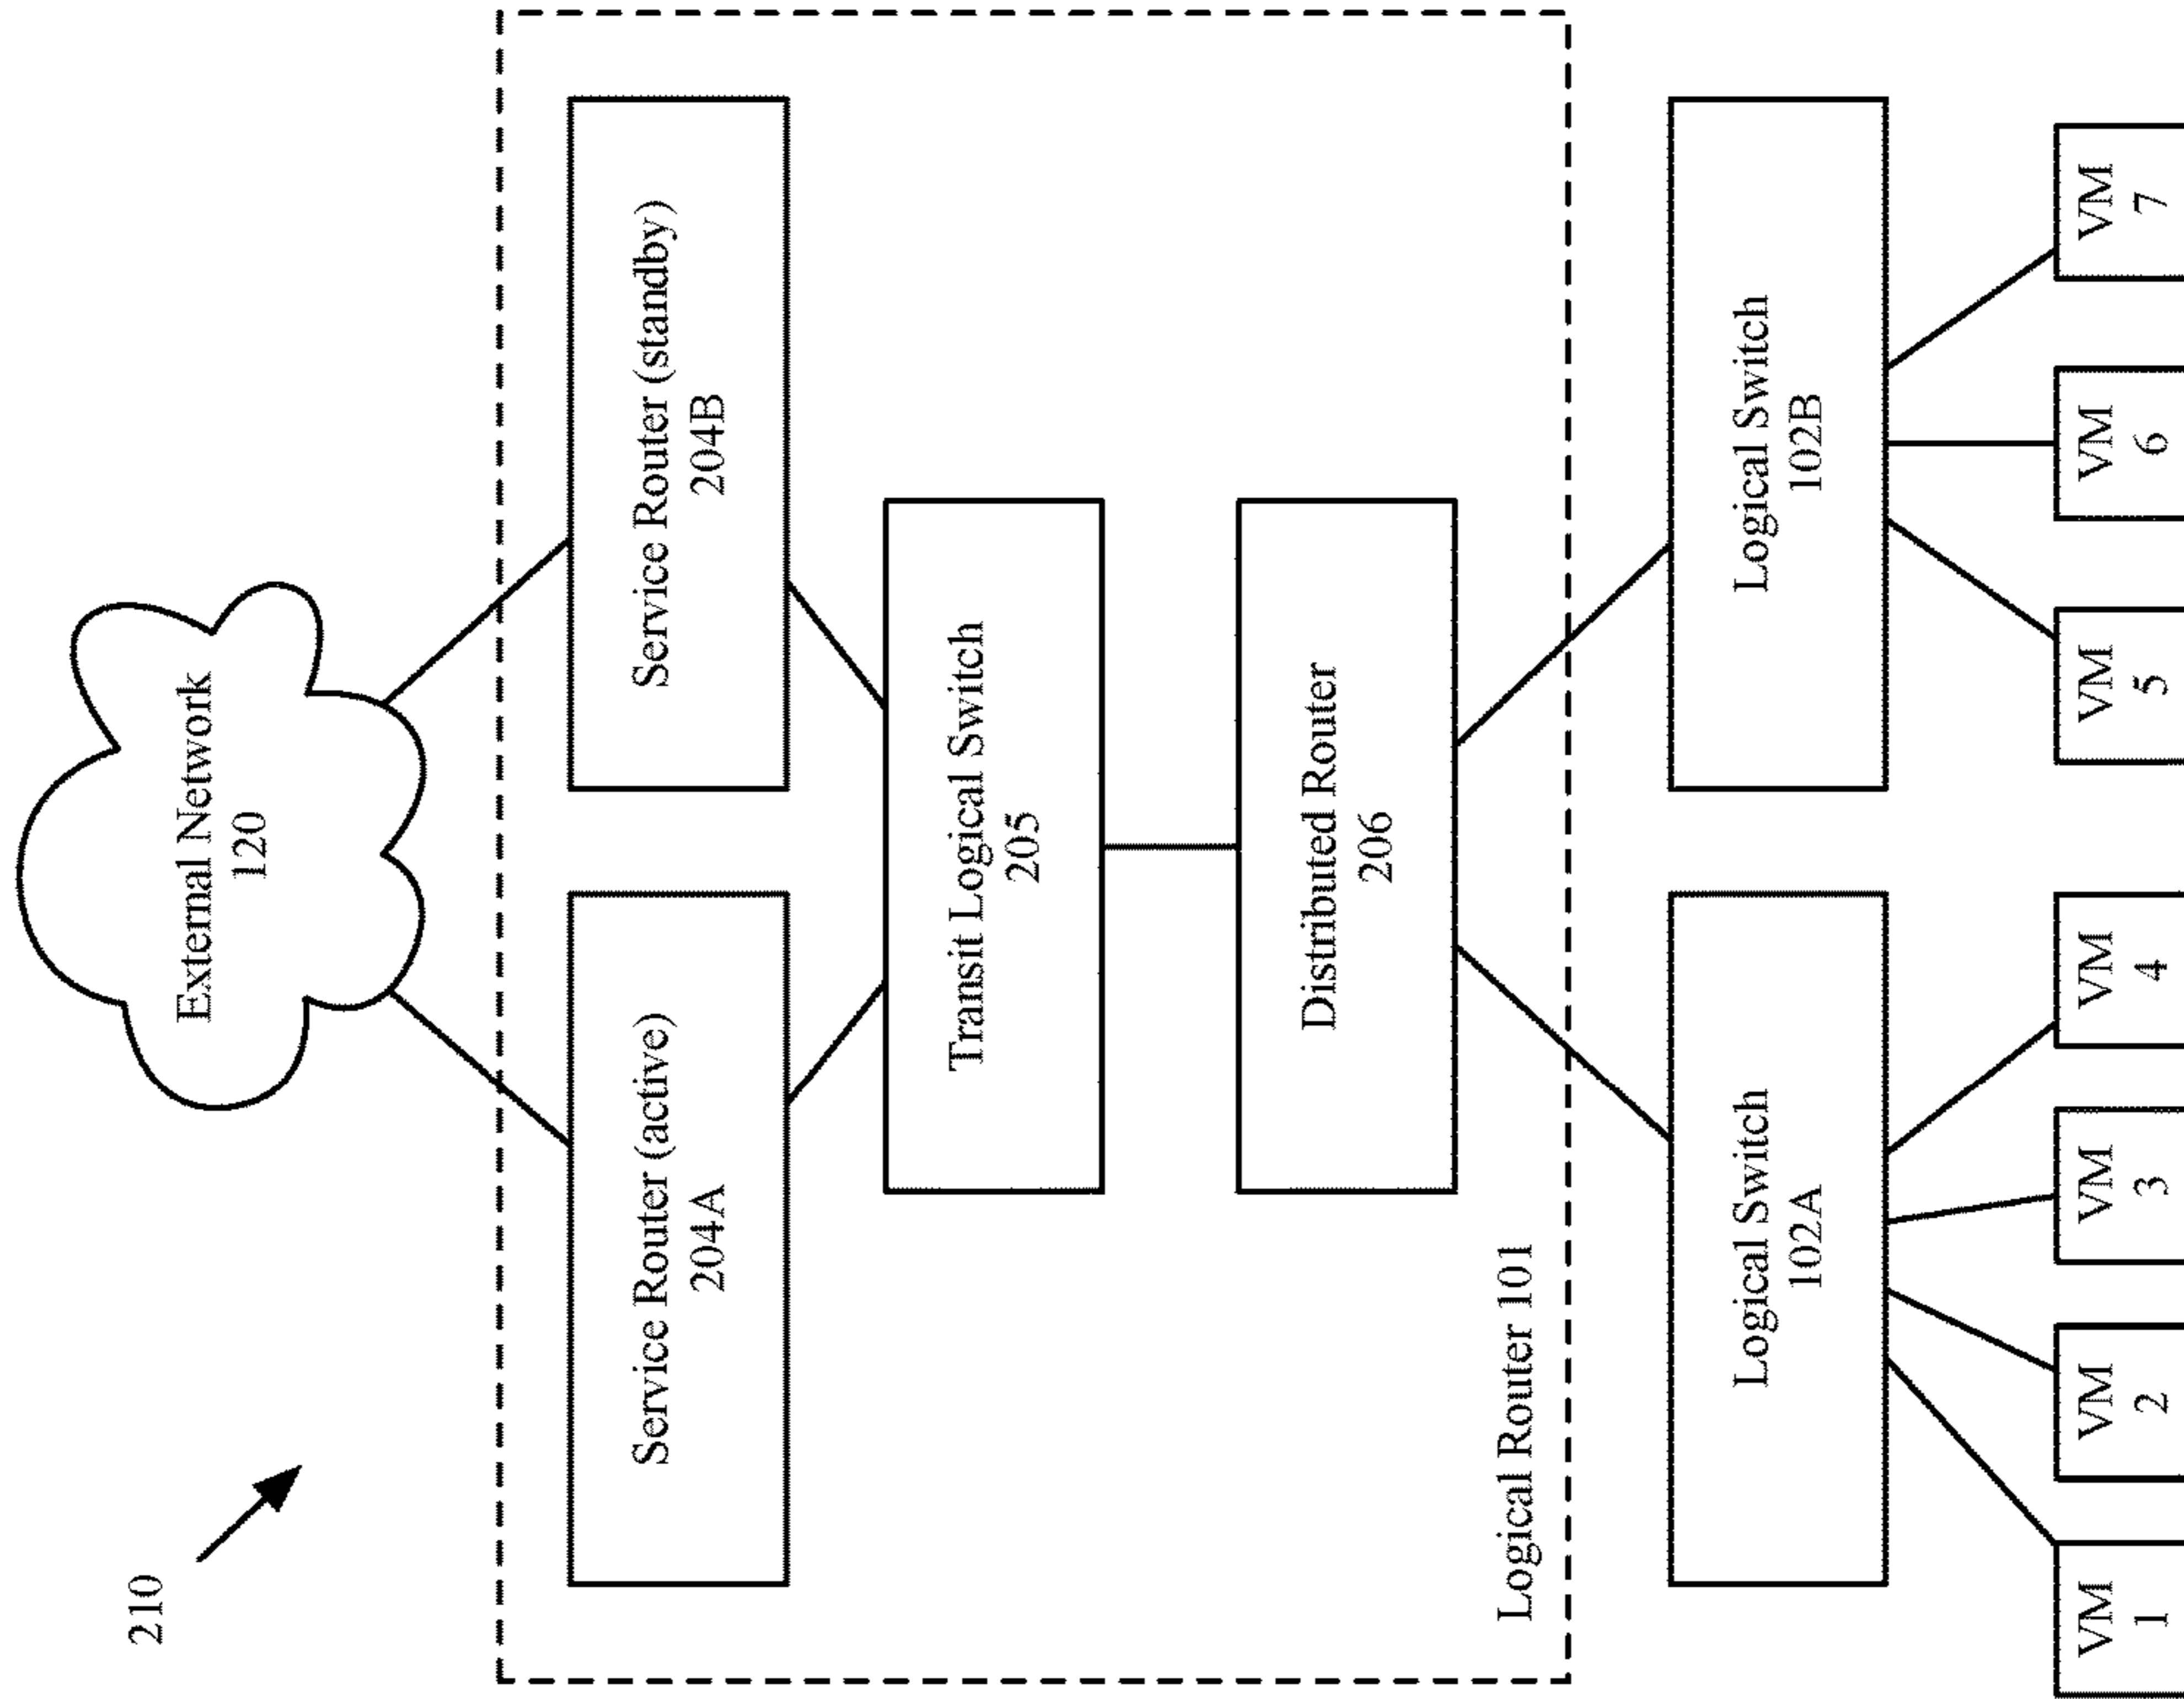 210
External Network
120
Service Router (active)
204A
Service Router (standby)
204B
Transit Logical Switch
205
Distributed Router
206
Logical Router 101
Logical Switch
102A
Logical Switch
102B
VM
1
VM
2
VM
3
VM
4
VM
5
VM
6
VM
7